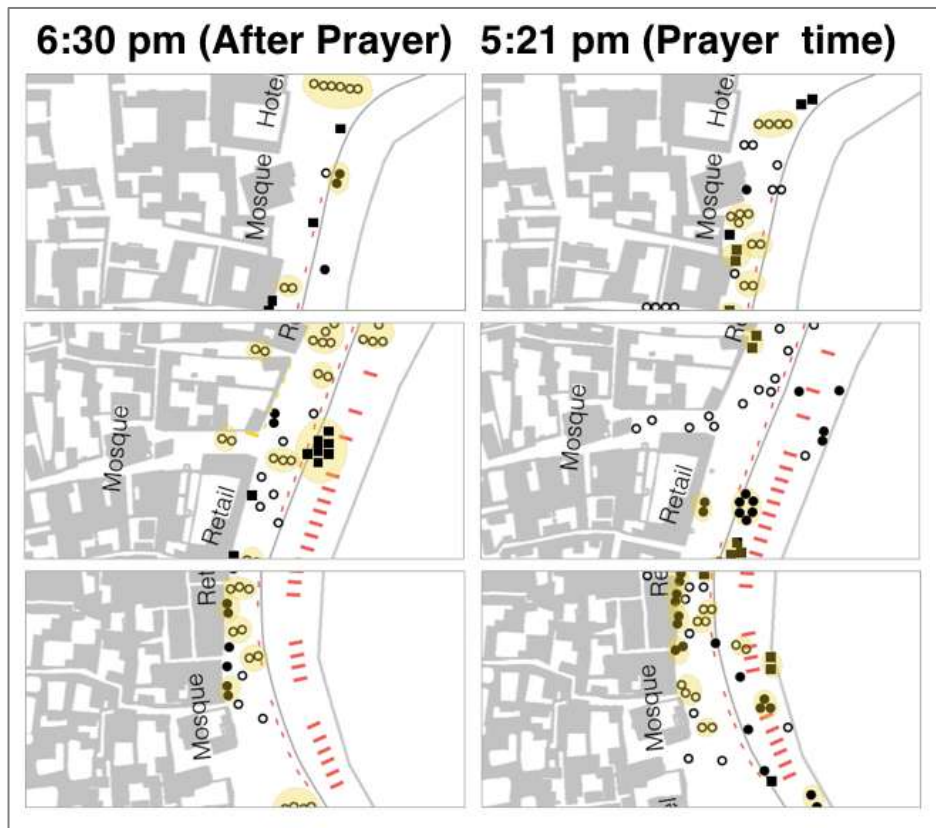 6:30 pm (After Prayer)
5:21 pm (Prayer time)
Hotel
Mosque
Hotel
Mosque
Mosque
Retail
Mosque
Retail
Mosque
Mosque